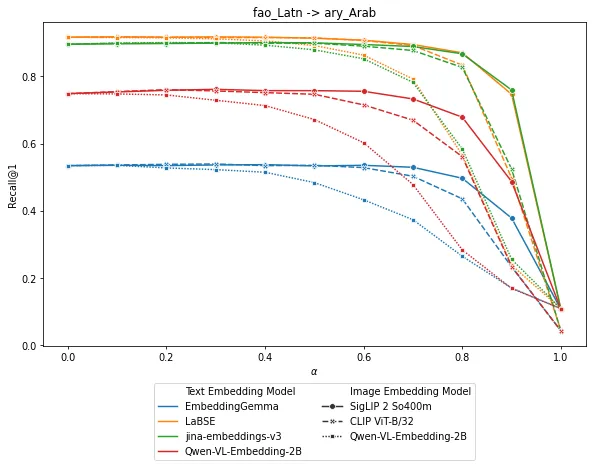 fao_Latn -> ary_Arab
Recall@1
0.8
0.6
0.4
0.2
0.0
0.0 0.2 0.4 0.6 0.8 1.0
α
Text Embedding Model Image Embedding Model
EmbeddingGemma SigLIP 2 So400m
LaBSE CLIP ViT-B/32
jina-embeddings-v3 Qwen-VL-Embedding-2B
Qwen-VL-Embedding-2B